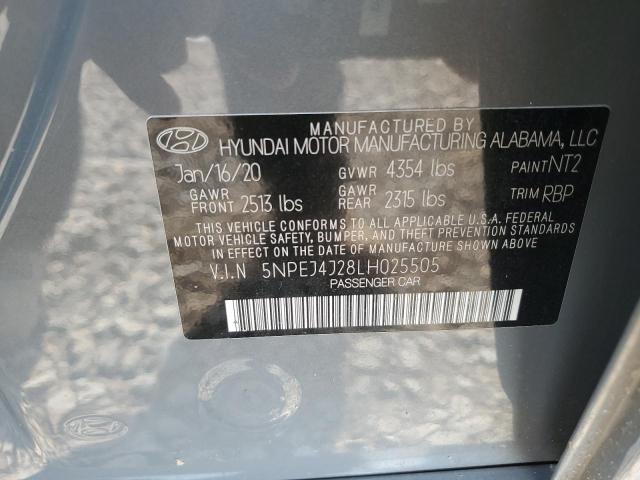 MANUFACTURED BY
HYUNDAI MOTOR MANUFACTURING ALABAMA, LLC
Jan/16/20 GVWR 4354 lbs PAINT NT2
GAWR FRONT 2513 lbs GAWR REAR 2315 lbs TRIM RBP
THIS VEHICLE CONFORMS TO ALL APPLICABLE U.S.A. FEDERAL
MOTOR VEHICLE SAFETY, BUMPER, AND THEFT PREVENTION STANDARDS
IN EFFECT ON THE DATE OF MANUFACTURE SHOWN ABOVE.
V.I.N 5NPEJ4J28LH025505
PASSENGER CAR